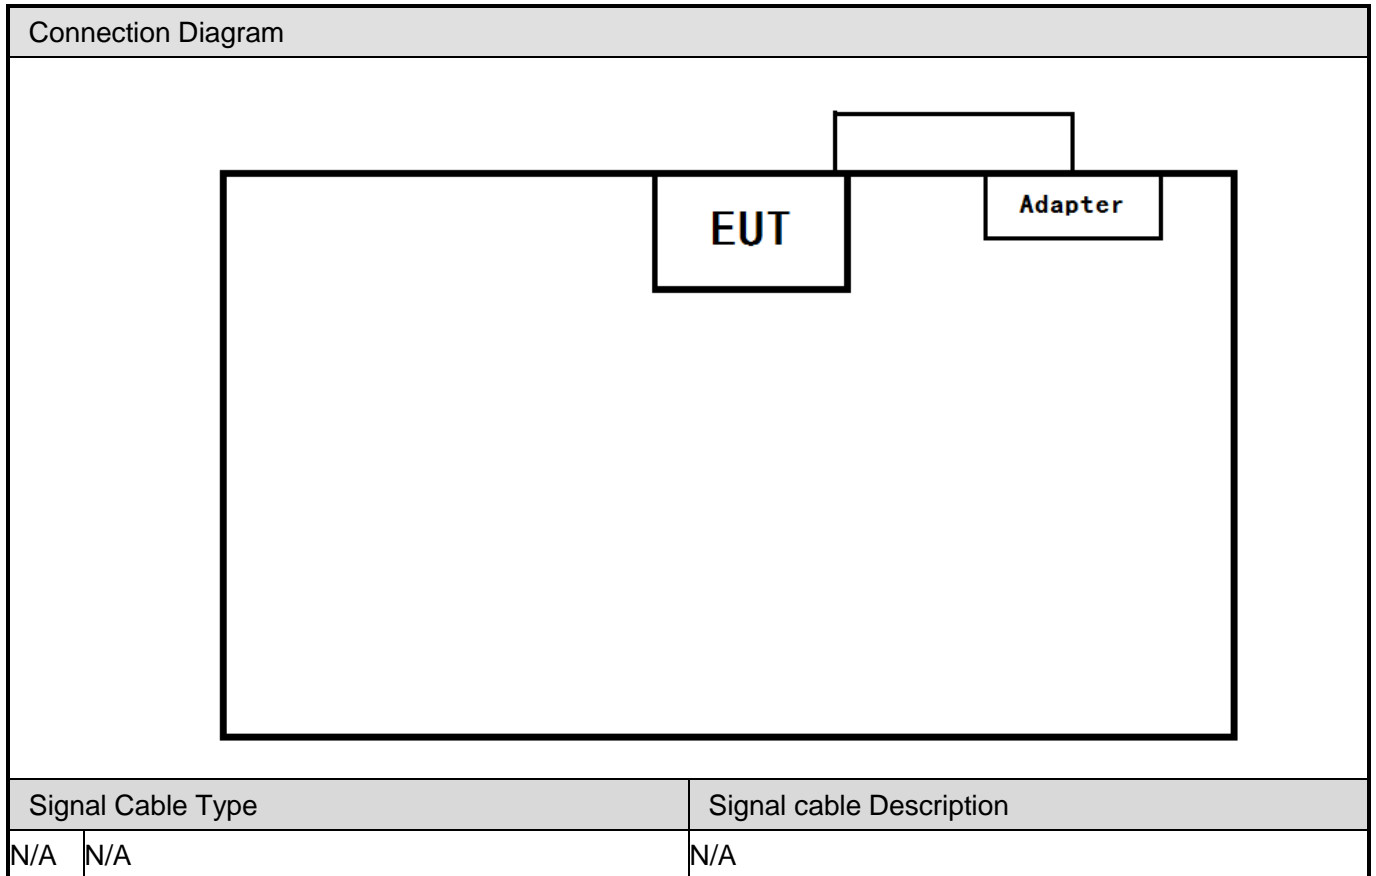 Connection Diagram
EUT
Adapter
Signal Cable Type Signal cable Description
N/A N/A N/A